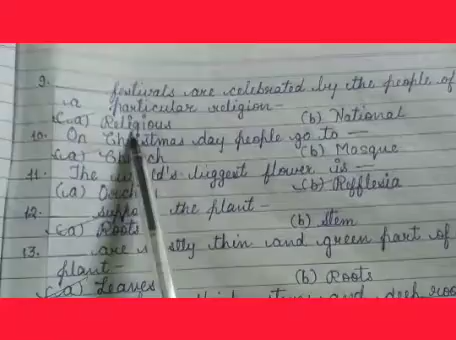 9. festivals are celebrated by the people of
a particular religion-
(a) Religious (b) National
10. On Christmas day people go to —
(a) (b) Mosque
11. The biggest flower is —
(a) (b) Rifflesia
12. the plant-
(a) Roots (b) Stem
13. are thin and green part of
plant-
(a) Leaves (b) Roots
and